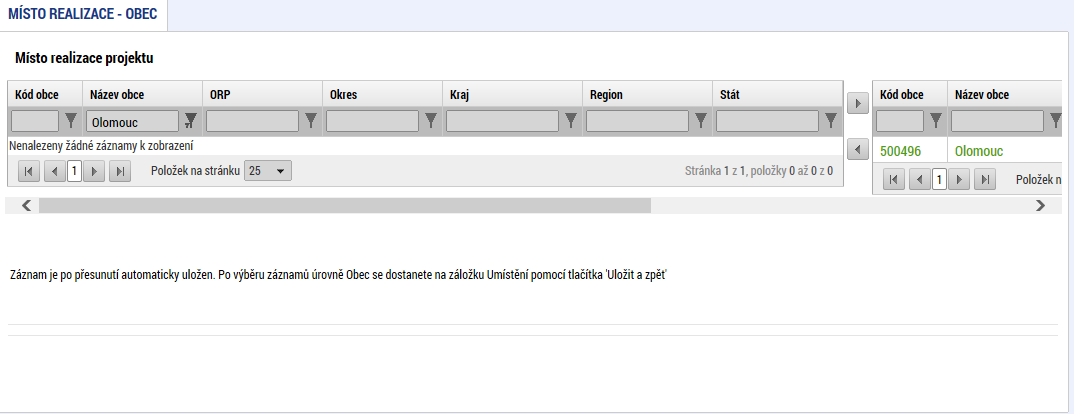 MÍSTO REALIZACE - OBEC
Místo realizace projektu
Kód obce Název obce ORP Okres Kraj Region Stát Kód obce Název obce
Olomouc
Nenalezeny žádné záznamy k zobrazení
500496 Olomouc
1 Položek na stránku 25 Stránka 1 z 1, položky 0 až 0 z 0
1 Položek n
Záznam je po přesunutí automaticky uložen. Po výběru záznamů úrovně Obec se dostanete na záložku Umístění pomocí tlačítka 'Uložit a zpět'